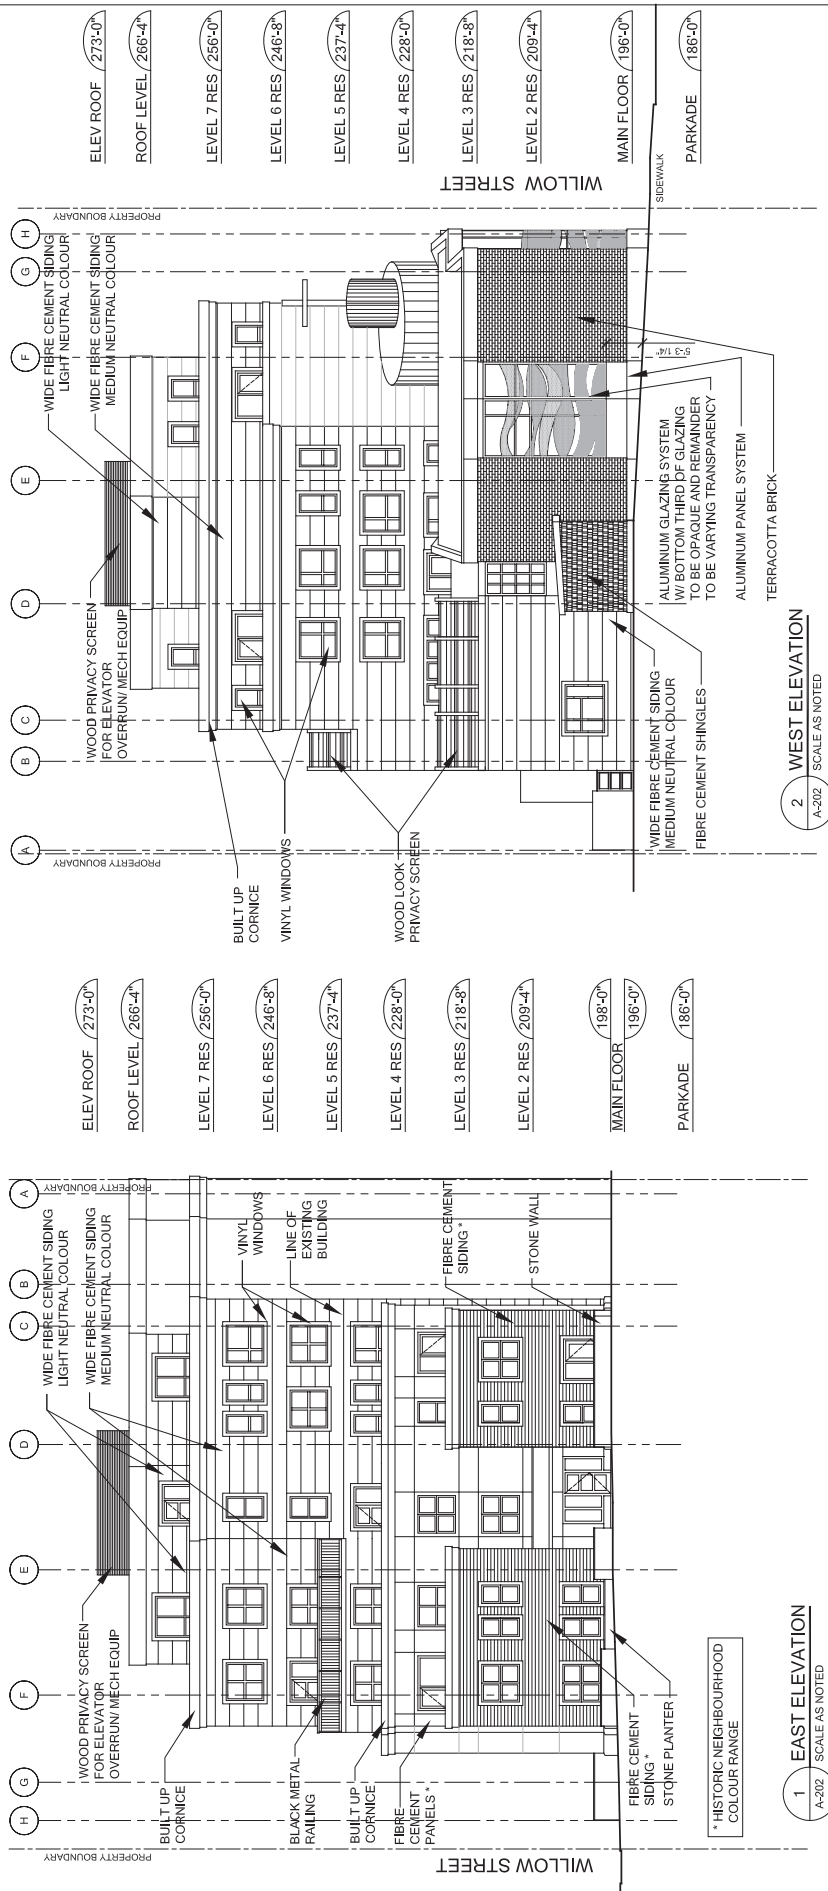 ELEV ROOF 273'-0"
ROOF LEVEL 266'-4"
LEVEL 7 RES 256'-0"
LEVEL 6 RES 246'-8"
LEVEL 5 RES 237'-4"
LEVEL 4 RES 228'-0"
LEVEL 3 RES 218'-8"
LEVEL 2 RES 209'-4"
MAIN FLOOR 196'-0"
PARKADE 186'-0"
WILLOW STREET
SIDEWALK
PROPERTY BOUNDARY
H
G
F
E
D
C
B
A
PROPERTY BOUNDARY
WIDE FIBRE CEMENT SIDING
LIGHT NEUTRAL COLOUR
WIDE FIBRE CEMENT SIDING
MEDIUM NEUTRAL COLOUR
WOOD PRIVACY SCREEN
FOR ELEVATOR
OVERRUN/ MECH EQUIP
BUILT UP
CORNICE
VINYL WINDOWS
WOOD LOOK
PRIVACY SCREEN
5'-3 1/4"
ALUMINUM GLAZING SYSTEM
W/ BOTTOM THIRD OF GLAZING
TO BE OPAQUE AND REMAINDER
TO BE VARYING TRANSPARENCY
ALUMINUM PANEL SYSTEM
TERRACOTTA BRICK
WIDE FIBRE CEMENT SIDING
MEDIUM NEUTRAL COLOUR
FIBRE CEMENT SHINGLES
2
A-202
WEST ELEVATION
SCALE AS NOTED
ELEV ROOF 273'-0"
ROOF LEVEL 266'-4"
LEVEL 7 RES 256'-0"
LEVEL 6 RES 246'-8"
LEVEL 5 RES 237'-4"
LEVEL 4 RES 228'-0"
LEVEL 3 RES 218'-8"
LEVEL 2 RES 209'-4"
198'-0"
MAIN FLOOR 196'-0"
PARKADE 186'-0"
PROPERTY BOUNDARY
A
B
C
D
E
F
G
H
PROPERTY BOUNDARY
WIDE FIBRE CEMENT SIDING
LIGHT NEUTRAL COLOUR
WIDE FIBRE CEMENT SIDING
MEDIUM NEUTRAL COLOUR
VINYL
WINDOWS
LINE OF
EXISTING
BUILDING
FIBRE CEMENT
SIDING *
STONE WALL
WOOD PRIVACY SCREEN
FOR ELEVATOR
OVERRUN/ MECH EQUIP
BUILT UP
CORNICE
BLACK METAL
RAILING
BUILT UP
CORNICE
FIBRE
CEMENT
PANELS *
FIBRE CEMENT
SIDING *
STONE PLANTER
WILLOW STREET
* HISTORIC NEIGHBOURHOOD
COLOUR RANGE
1
A-202
EAST ELEVATION
SCALE AS NOTED